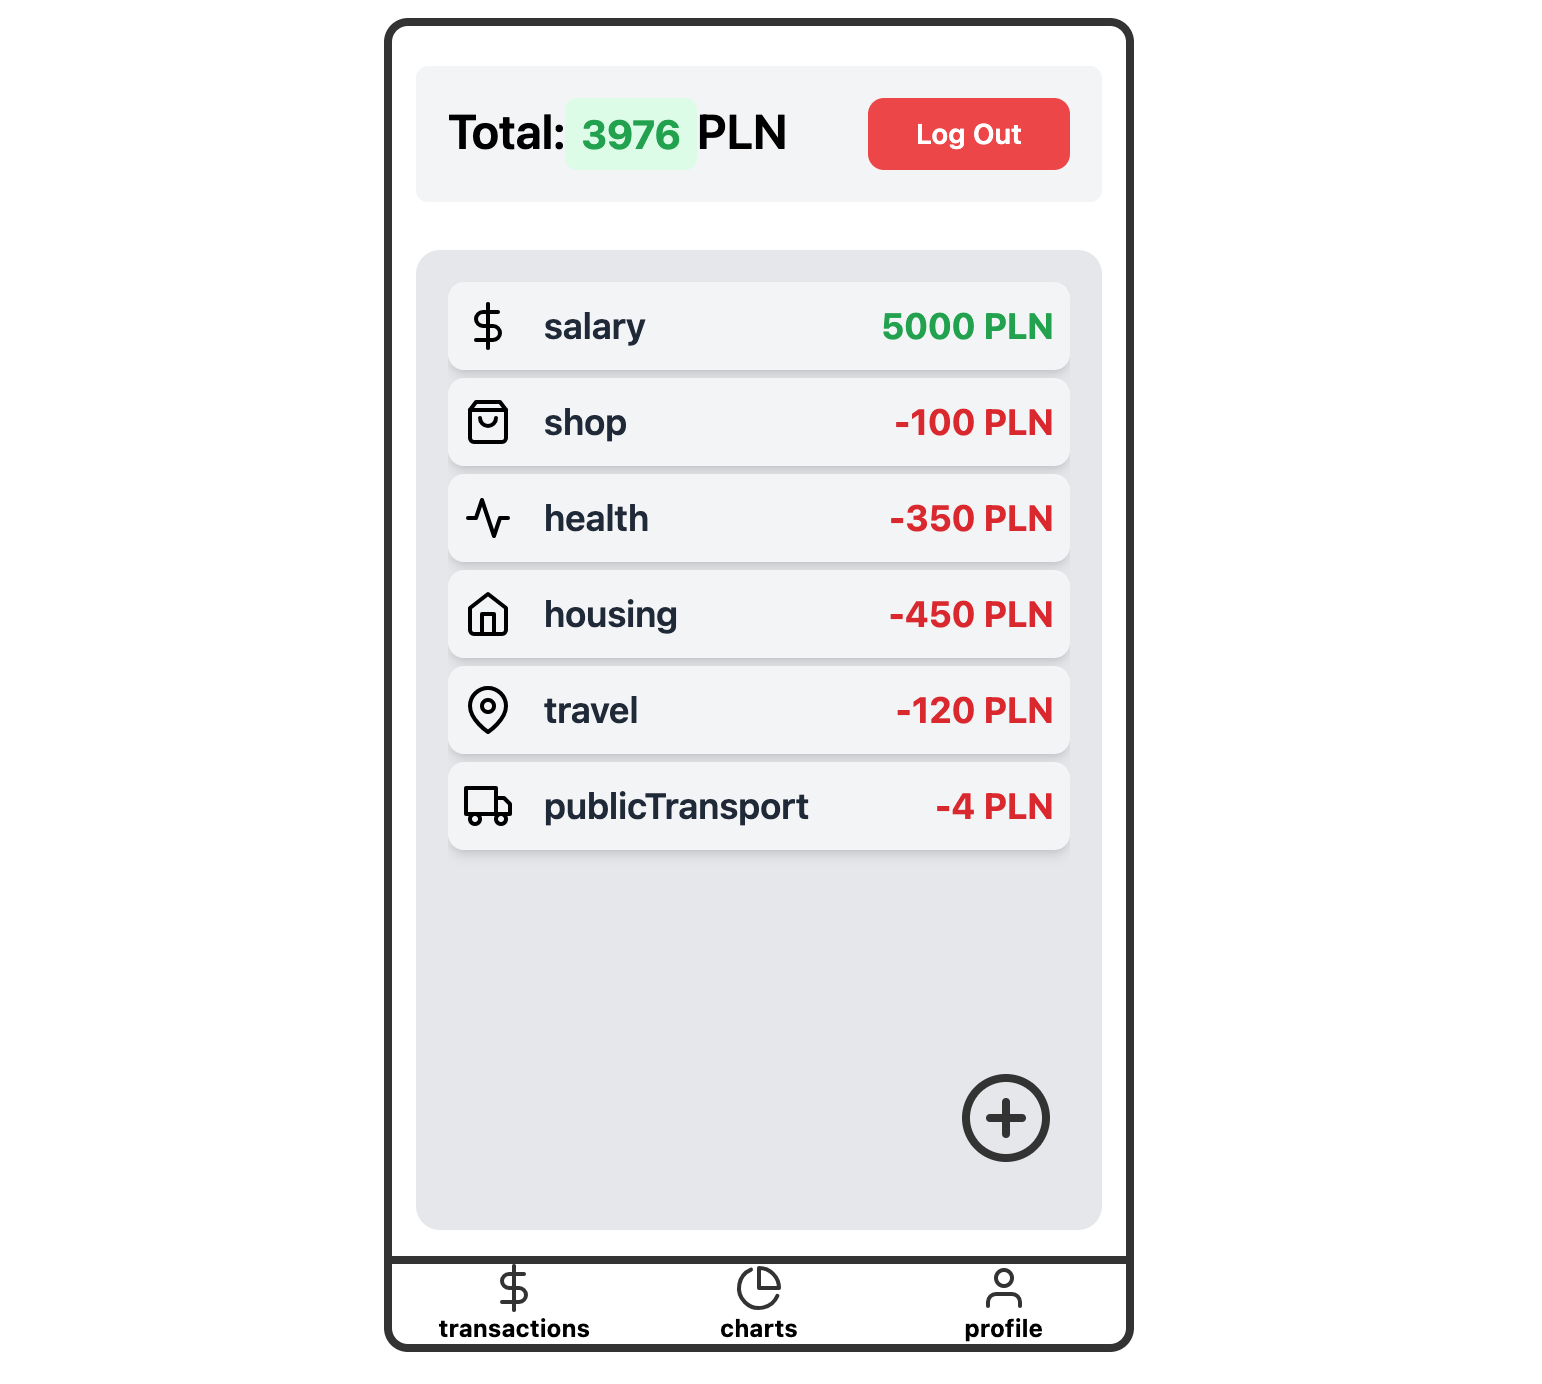 Total: 3976 PLN
Log Out
salary 5000 PLN
shop -100 PLN
health -350 PLN
housing -450 PLN
travel -120 PLN
publicTransport -4 PLN
transactions charts profile